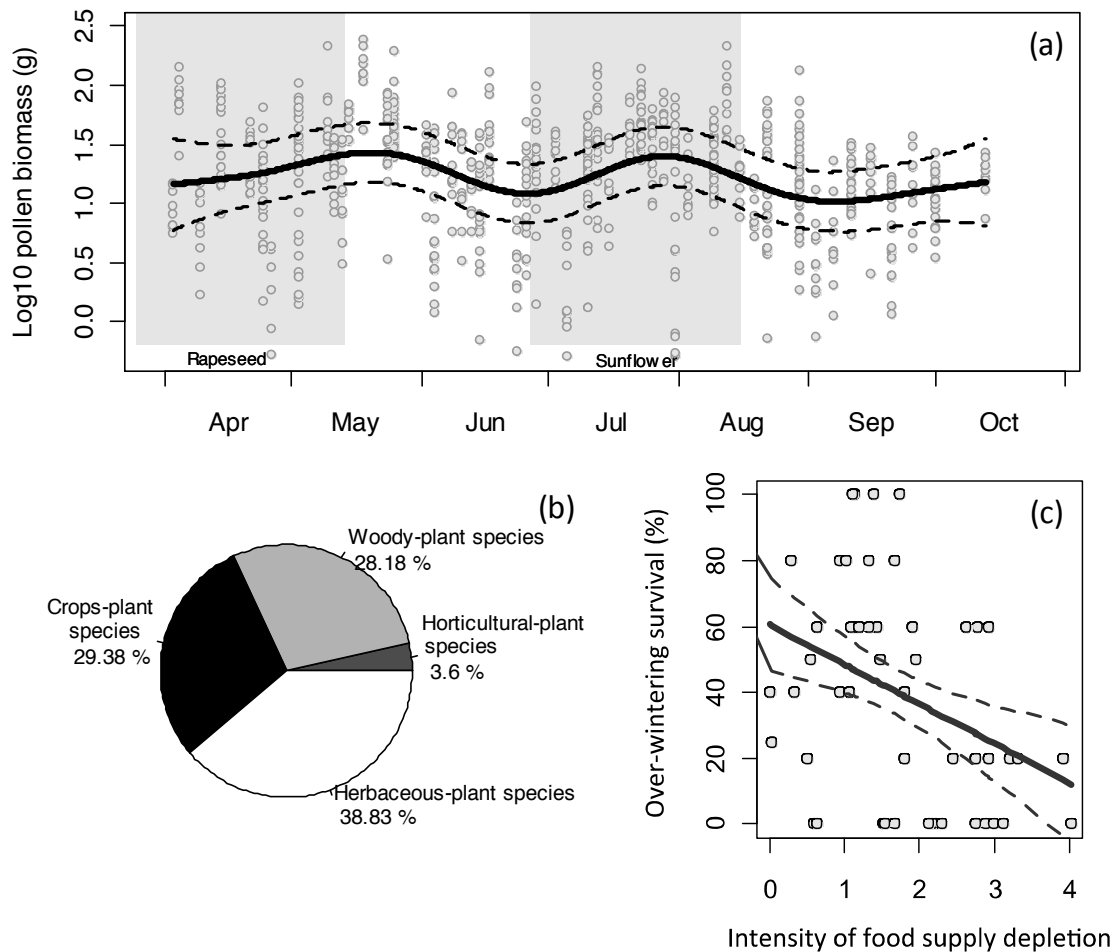 (a)
Log10 pollen biomass (g)
2.5
2.0
1.5
1.0
0.5
0.0
Rapeseed
Sunflower
Apr May Jun Jul Aug Sep Oct
(b)
Woody-plant species
28.18 %
Crops-plant
species
29.38 %
Horticultural-plant
species
3.6 %
Herbaceous-plant species
38.83 %
(c)
Over-wintering survival (%)
100
80
60
40
20
0
0 1 2 3 4
Intensity of food supply depletion